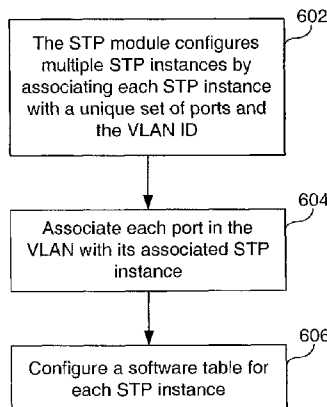 602
The STP module configures
multiple STP instances by
associating each STP instance
with a unique set of ports and
the VLAN ID
604
Associate each port in the
VLAN with its associated STP
instance
606
Configure a software table for
each STP instance